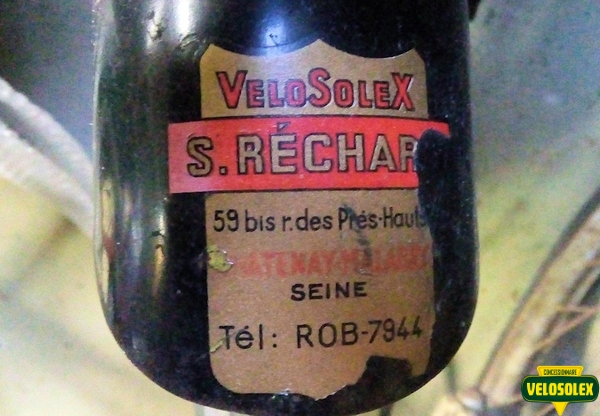 VELOSOLEX
S. RÉCHAR
59 bis r. des Prés-Hauts
SEINE
Tél: ROB-7944
CONCESSIONNAIRE
VELOSOLEX